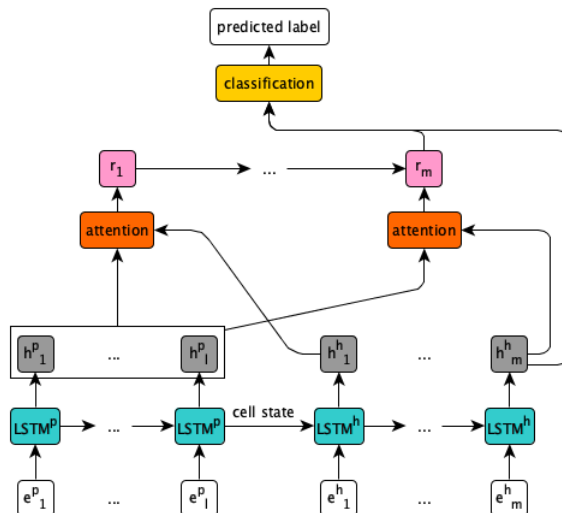 predicted label
classification
r₁ ... rₘ
attention attention
hᵖ₁ ... hᵖₗ hʰ₁ ... hʰₘ
LSTMᵖ ... LSTMᵖ cell state LSTMʰ ... LSTMʰ
eᵖ₁ ... eᵖₗ eʰ₁ ... eʰₘ